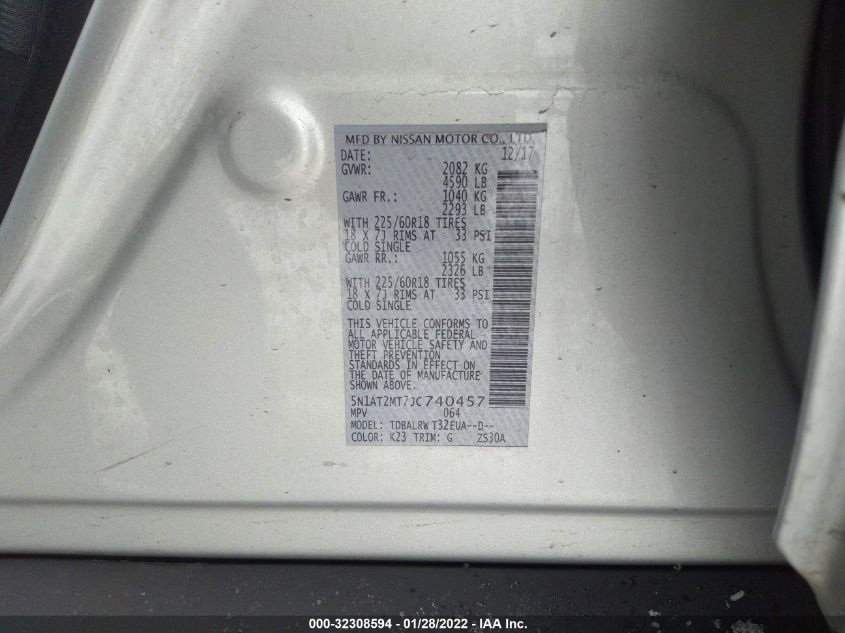 MFD BY NISSAN MOTOR CO., LTD.
DATE: 12/17
GVWR: 2082 KG
4590 LB
GAWR FR.: 1040 KG
2293 LB
WITH 225/60R18 TIRES
18 X 7J RIMS AT 33 PSI
COLD SINGLE
GAWR RR.: 1055 KG
2326 LB
WITH 225/60R18 TIRES
18 X 7J RIMS AT 33 PSI
COLD SINGLE
THIS VEHICLE CONFORMS TO
ALL APPLICABLE FEDERAL
MOTOR VEHICLE SAFETY AND
THEFT PREVENTION
STANDARDS IN EFFECT ON
THE DATE OF MANUFACTURE
SHOWN ABOVE.
5N1AT2MT7JC740457
MPV 064
MODEL: TDBALRW T32EUA--D--
COLOR: K23 TRIM: G ZS30A
000-32308594 - 01/28/2022 - IAA Inc.